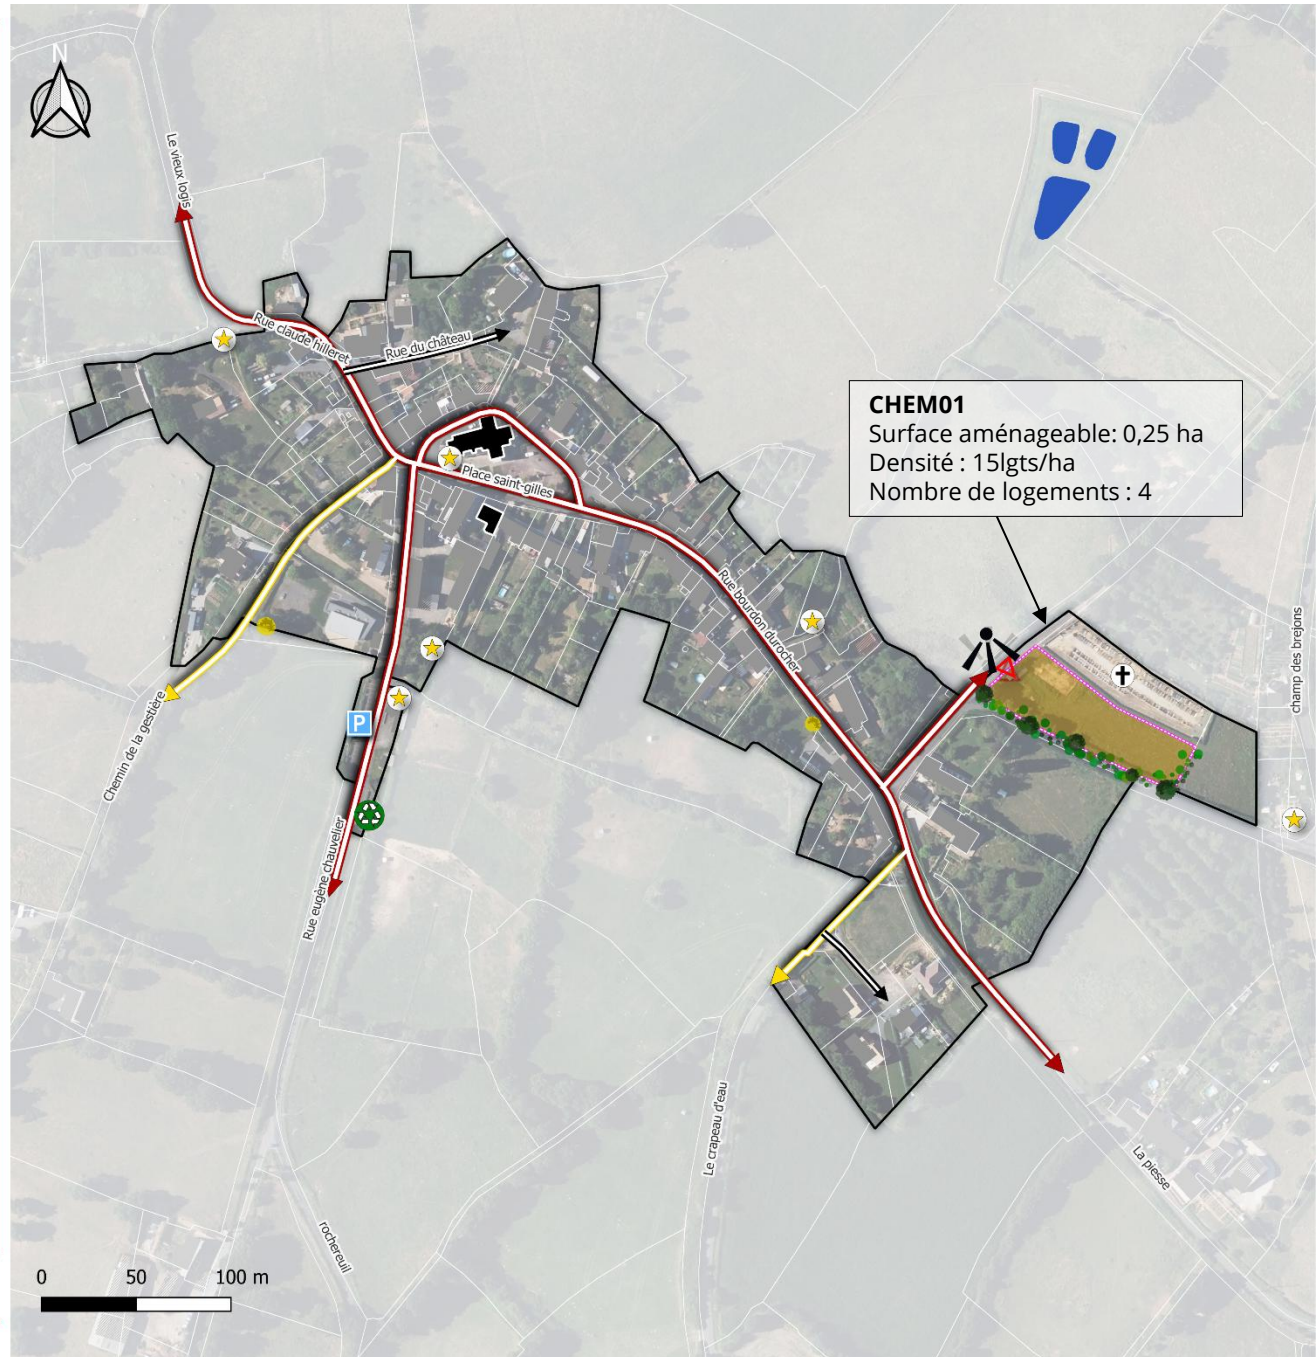 N
Le vieux logis
Rue claude hilleret
Rue du château
CHEM01
Surface aménageable: 0,25 ha
Densité : 15lgts/ha
Nombre de logements : 4
Place saint-gilles
Rue bourdon durocher
champ des brejons
Chemin de la gestière
P
Rue eugène chauvelier
Le crapeau d'eau
La piesse
rochereuil
0 50 100 m